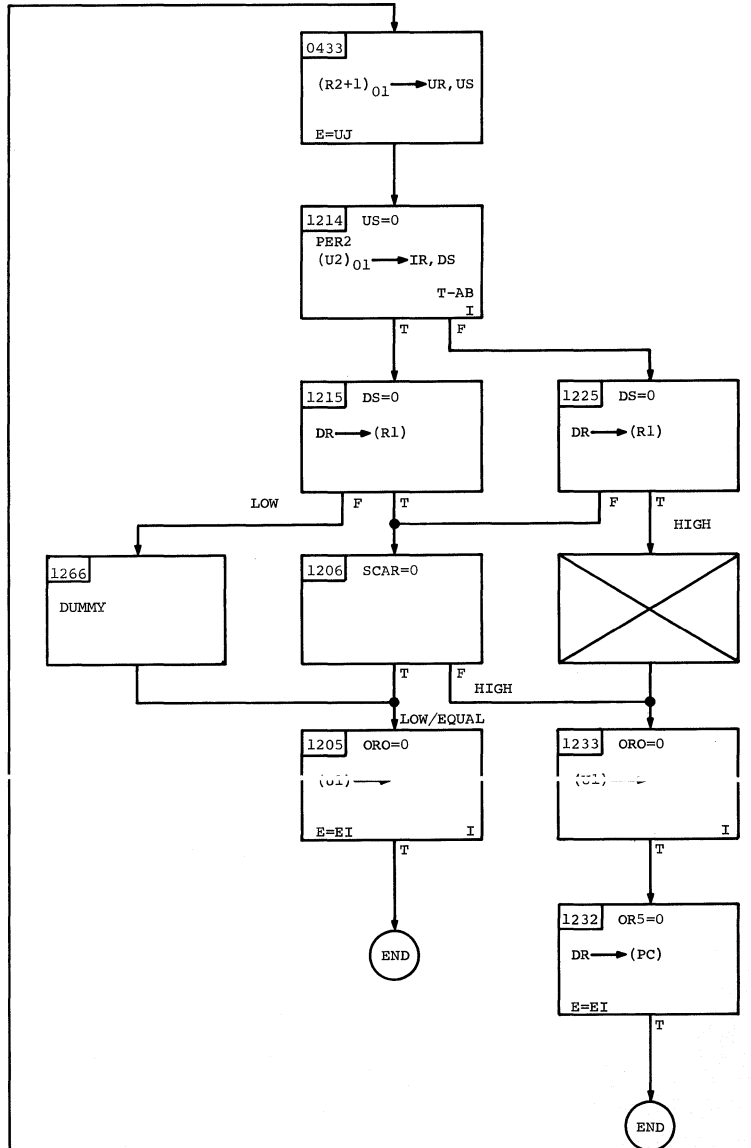 0433
(R2+1)01 → UR, US
E=UJ
1214 US=0
PER2
(U2)01 → IR, DS
T-AB
I
T F
1215 DS=0
DR → (R1)
1225 DS=0
DR → (R1)
LOW F T
F T
HIGH
1266
DUMMY
1206 SCAR=0
T F
HIGH
LOW/EQUAL
1205 ORO=0
(U1) →
E=EI I
T
1233 ORO=0
(U1) →
I
T
END
1232 OR5=0
DR → (PC)
E=EI
T
END